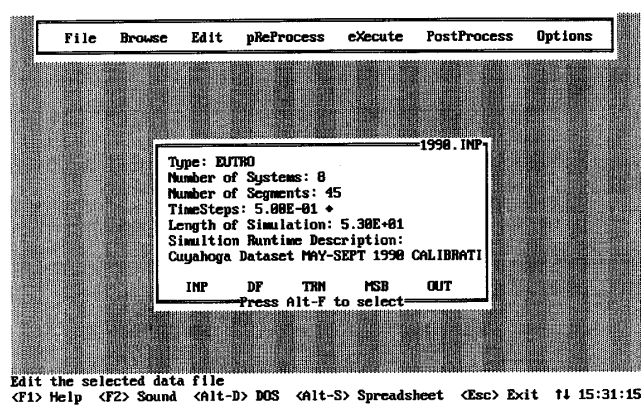 File Browse Edit pReProcess eXecute PostProcess Options
1990.INP
Type: EUTRO
Number of Systems: 8
Number of Segments: 45
TimeSteps: 5.00E-01 +
Length of Simulation: 5.30E+01
Simultion Runtime Description:
Cuyahoga Dataset MAY-SEPT 1990 CALIBRATI
INP DF TRN MSB OUT
Press Alt-F to select
Edit the selected data file
<F1> Help <F2> Sound <Alt-D> DOS <Alt-S> Spreadsheet <Esc> Exit ↑↓ 15:31:15